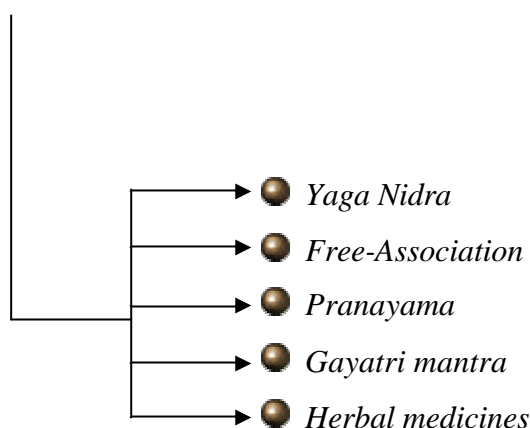 Yaga Nidra
Free-Association
Pranayama
Gayatri mantra
Herbal medicines